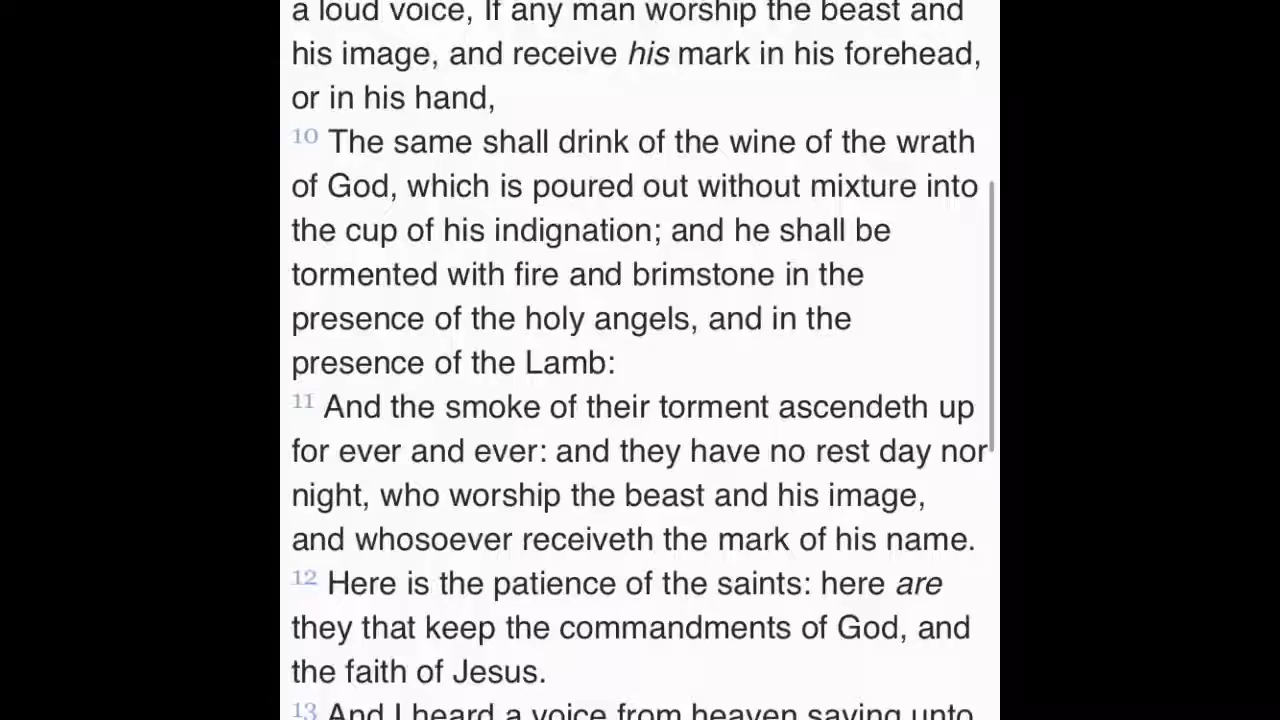 a loud voice, If any man worship the beast and
his image, and receive his mark in his forehead,
or in his hand,
10 The same shall drink of the wine of the wrath
of God, which is poured out without mixture into
the cup of his indignation; and he shall be
tormented with fire and brimstone in the
presence of the holy angels, and in the
presence of the Lamb:
11 And the smoke of their torment ascendeth up
for ever and ever: and they have no rest day nor
night, who worship the beast and his image,
and whosoever receiveth the mark of his name.
12 Here is the patience of the saints: here are
they that keep the commandments of God, and
the faith of Jesus.
13 And I heard a voice from heaven saying unto